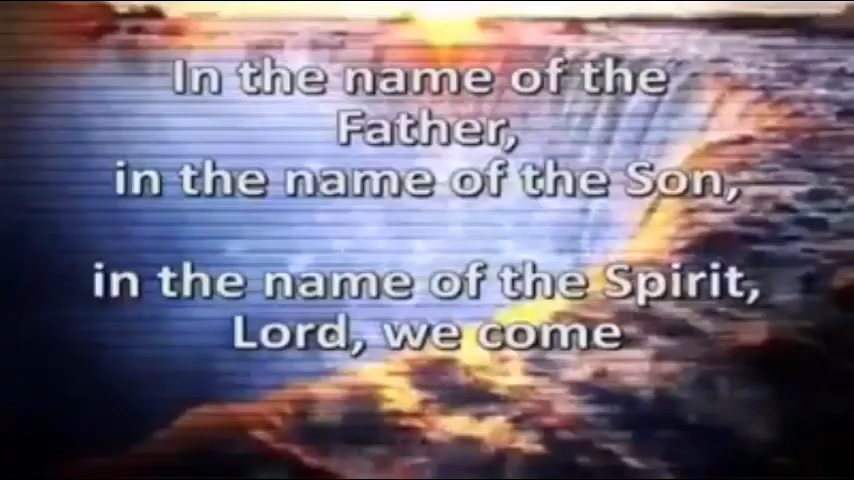 In the name of the
Father,
in the name of the Son,
in the name of the Spirit,
Lord, we come